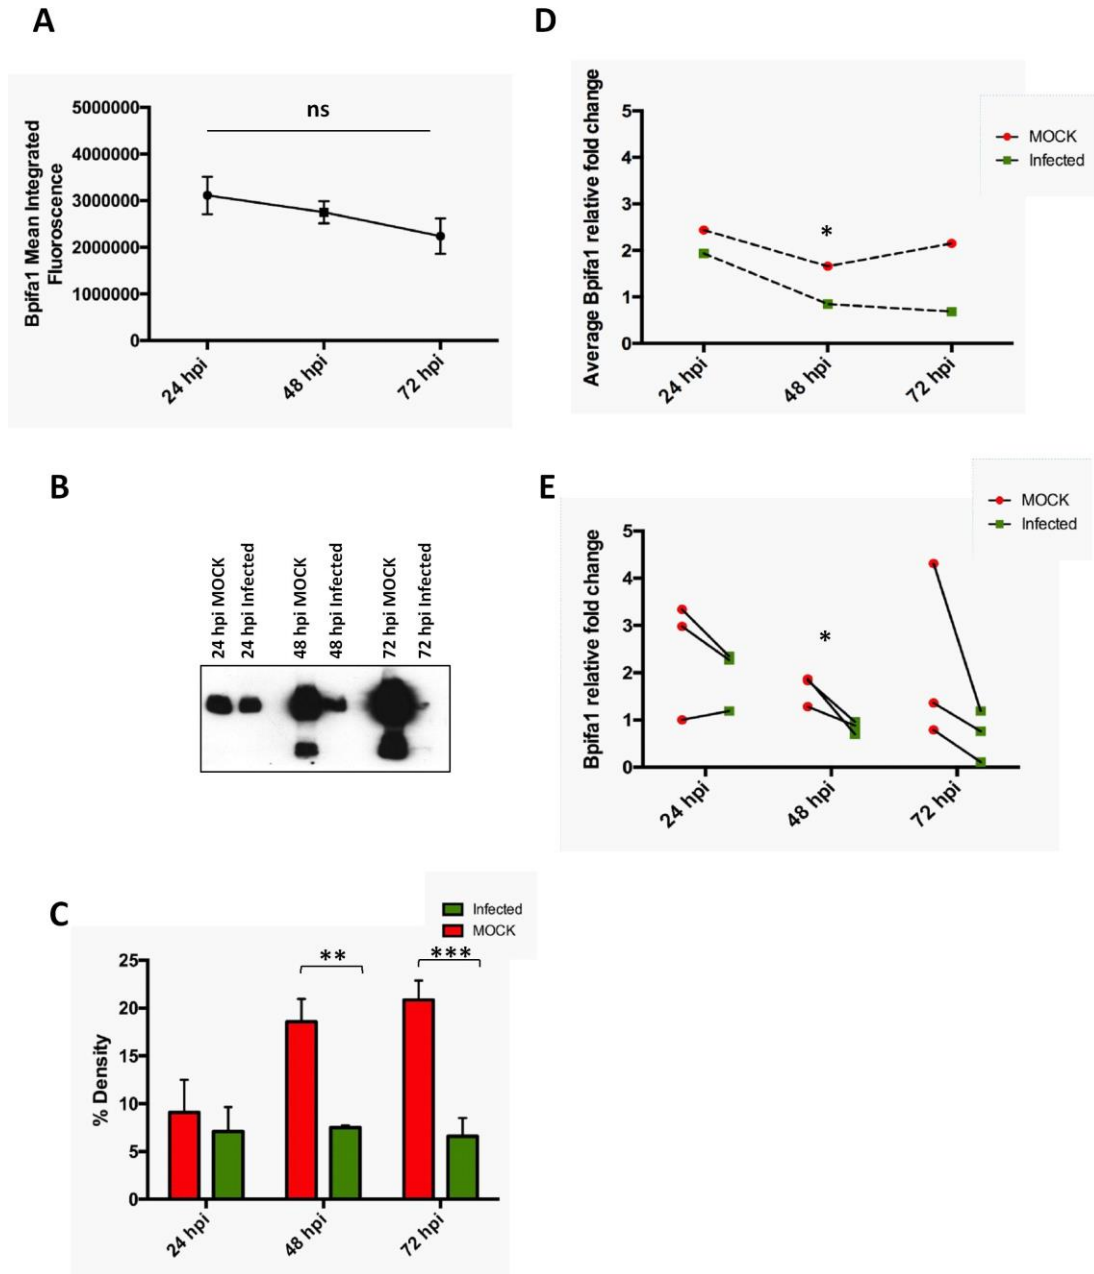 A
Bpifa1 Mean Integrated
Fluoroscence
5000000
4000000
3000000
2000000
1000000
0
ns
24 hpi
48 hpi
72 hpi
D
Average Bpifa1 relative fold change
5
4
3
2
1
0
*
MOCK
Infected
24 hpi
48 hpi
72 hpi
B
24 hpi MOCK
24 hpi Infected
48 hpi MOCK
48 hpi Infected
72 hpi MOCK
72 hpi Infected
E
Bpifa1 relative fold change
5
4
3
2
1
0
*
MOCK
Infected
24 hpi
48 hpi
72 hpi
C
Infected
MOCK
% Density
25
20
15
10
5
0
**
***
24 hpi
48 hpi
72 hpi